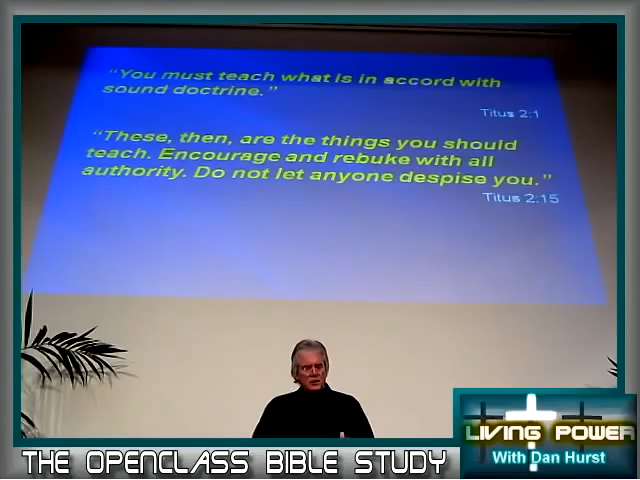 “You must teach what is in accord with
sound doctrine.”
Titus 2:1
“These, then, are the things you should
teach. Encourage and rebuke with all
authority. Do not let anyone despise you.”
Titus 2:15
LIVING POWER
With Dan Hurst
THE OPENCLASS BIBLE STUDY